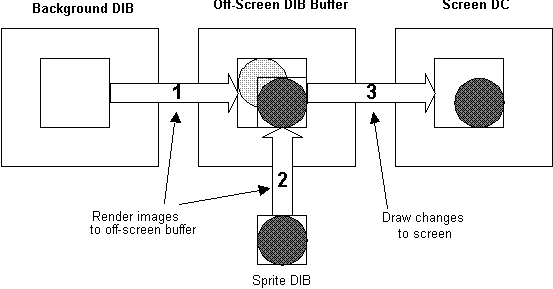 Background DIB
Off-Screen DIB Buffer
Screen DC
1
3
2
Render images
to off-screen buffer
Draw changes
to screen
Sprite DIB